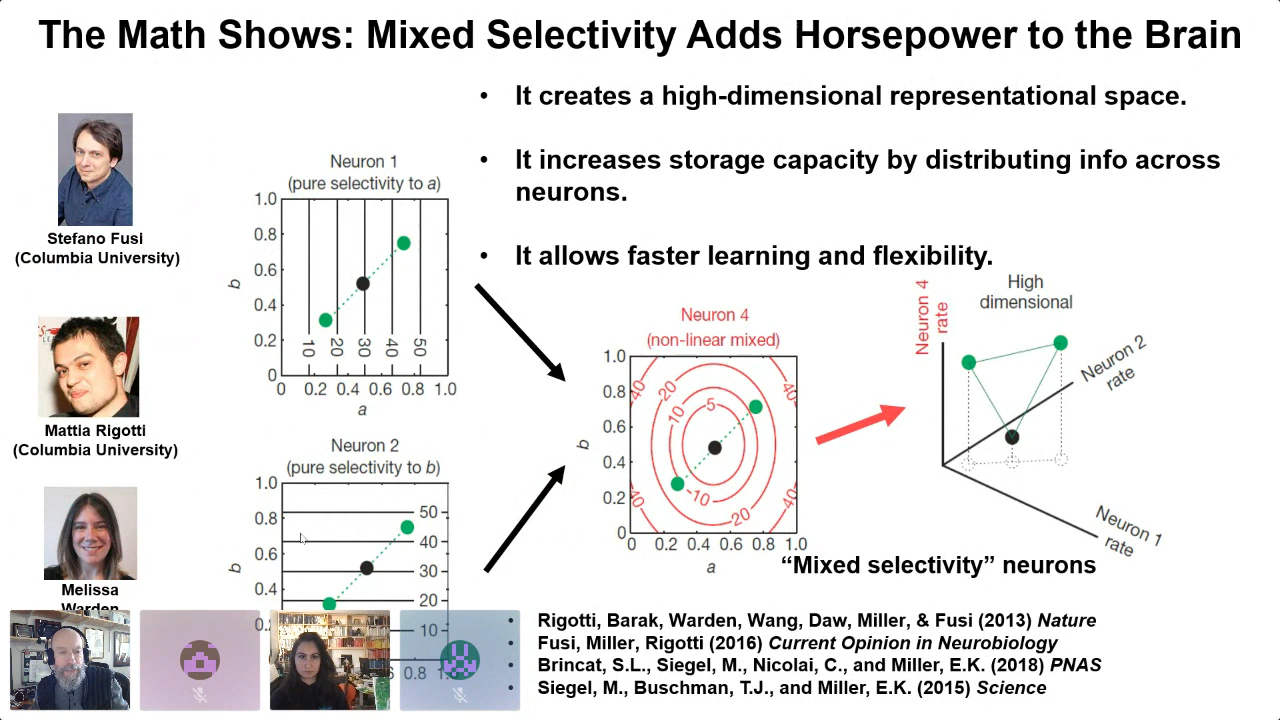 The Math Shows: Mixed Selectivity Adds Horsepower to the Brain
• It creates a high-dimensional representational space.
• It increases storage capacity by distributing info across
neurons.
• It allows faster learning and flexibility.
Stefano Fusi
(Columbia University)
Mattia Rigotti
(Columbia University)
Melissa
Warden
Neuron 1
(pure selectivity to a)
1.0
0.8
0.6
0.4
0.2
0
b
10 20 30 40 50
0.2 0.4 0.6 0.8 1.0
a
Neuron 2
(pure selectivity to b)
1.0
0.8
0.6
0.4
b
50
40
30
20
10
0.8
Neuron 4
(non-linear mixed)
1.0
0.8
0.6
0.4
0.2
0
b
40 20 10 5 40
40 20 10 40
0 0.2 0.4 0.6 0.8 1.0
a
High
dimensional
Neuron 4
rate
Neuron 2
rate
Neuron 1
rate
“Mixed selectivity” neurons
• Rigotti, Barak, Warden, Wang, Daw, Miller, & Fusi (2013) Nature
• Fusi, Miller, Rigotti (2016) Current Opinion in Neurobiology
• Brincat, S.L., Siegel, M., Nicolai, C., and Miller, E.K. (2018) PNAS
• Siegel, M., Buschman, T.J., and Miller, E.K. (2015) Science